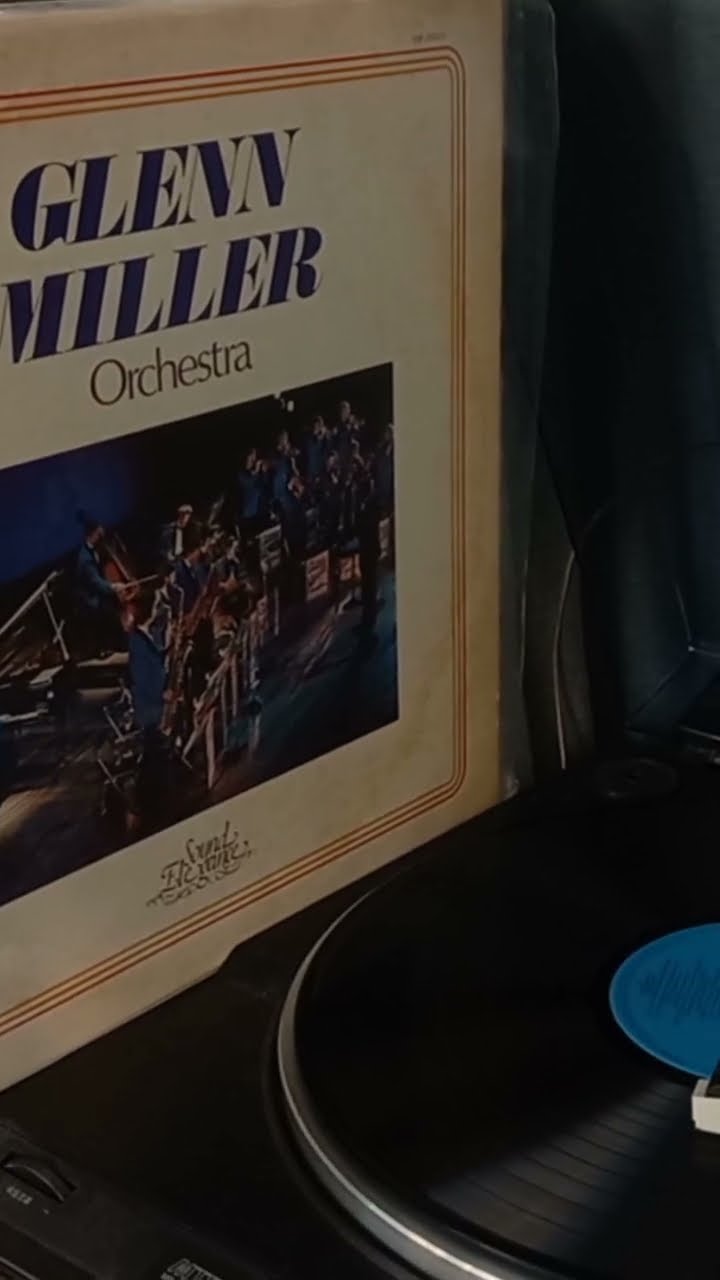 GLENN
MILLER
Orchestra
Sound
Elegance